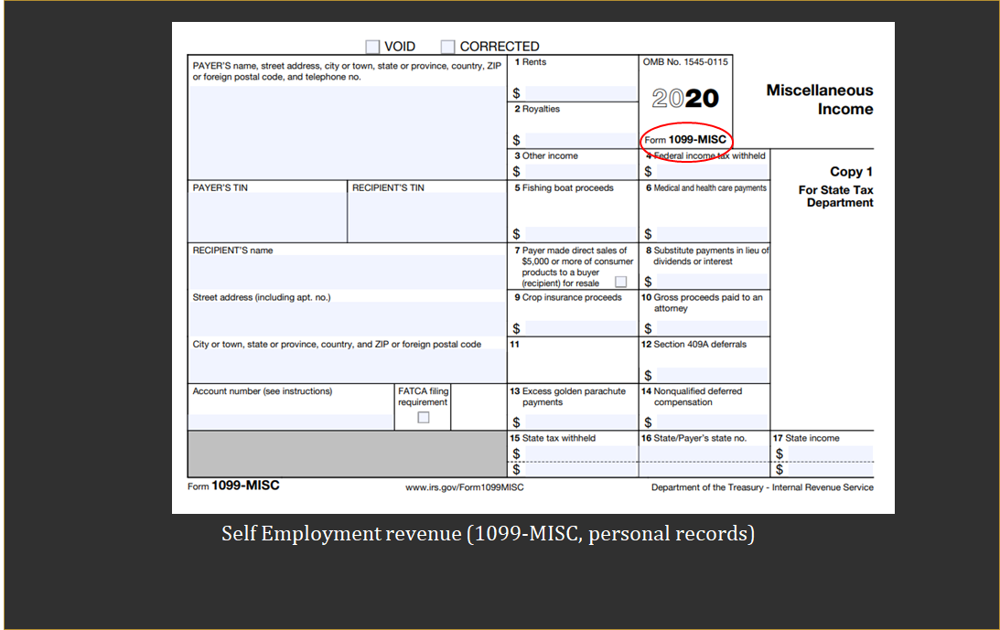 VOID CORRECTED
PAYER'S name, street address, city or town, state or province, country, ZIP
or foreign postal code, and telephone no.
1 Rents
$
2 Royalties
$
OMB No. 1545-0115
2020
Form 1099-MISC
Miscellaneous
Income
3 Other income
$
4 Federal income tax withheld
$
Copy 1
For State Tax
Department
PAYER'S TIN
RECIPIENT'S TIN
5 Fishing boat proceeds
$
6 Medical and health care payments
$
RECIPIENT'S name
7 Payer made direct sales of
$5,000 or more of consumer
products to a buyer
(recipient) for resale
8 Substitute payments in lieu of
dividends or interest
$
Street address (including apt. no.)
9 Crop insurance proceeds
$
10 Gross proceeds paid to an
attorney
$
City or town, state or province, country, and ZIP or foreign postal code
11
12 Section 409A deferrals
$
Account number (see instructions)
FATCA filing
requirement
13 Excess golden parachute
payments
$
14 Nonqualified deferred
compensation
$
15 State tax withheld
$
$
16 State/Payer's state no.
17 State income
$
$
Form 1099-MISC
www.irs.gov/Form1099MISC
Department of the Treasury - Internal Revenue Service
Self Employment revenue (1099-MISC, personal records)